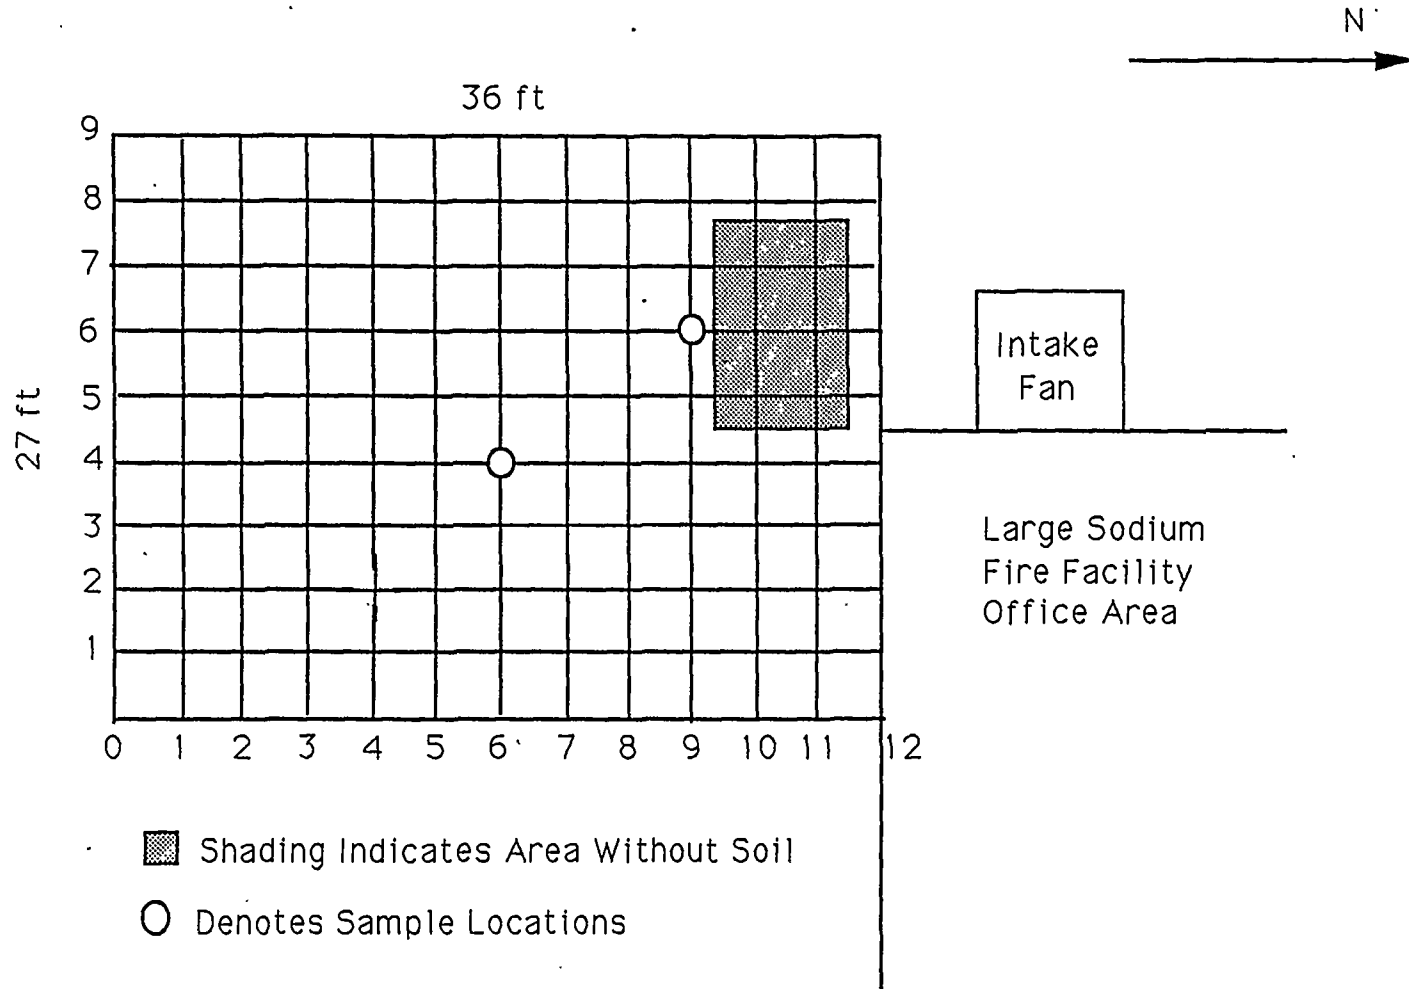 N
36 ft
9
8
7
6
5
4
3
2
1
27 ft
Intake
Fan
Large Sodium
Fire Facility
Office Area
0 1 2 3 4 5 6 7 8 9 10 11 12
Shading Indicates Area Without Soil
Denotes Sample Locations